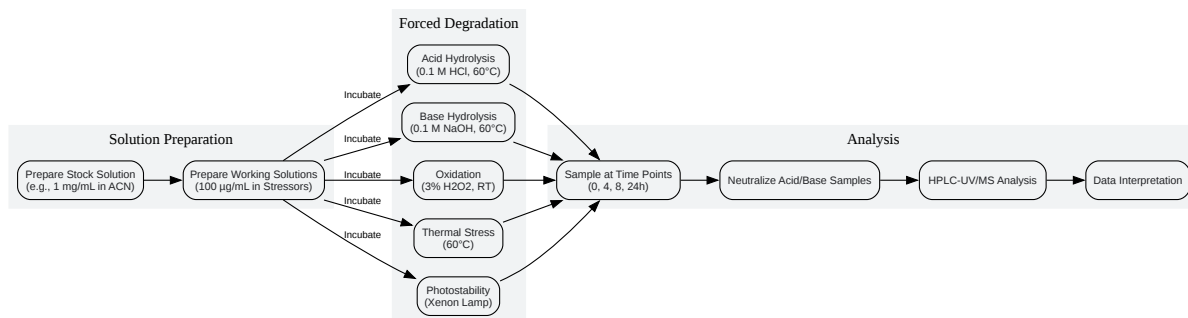 Forced Degradation
Acid Hydrolysis
(0.1 M HCl, 60°C)
Incubate
Base Hydrolysis
(0.1 M NaOH, 60°C)
Solution Preparation
Incubate
Analysis
Prepare Stock Solution
(e.g., 1 mg/mL in ACN)
Prepare Working Solutions
(100 µg/mL in Stressors)
Incubate
Oxidation
(3% H2O2, RT)
Sample at Time Points
(0, 4, 8, 24h)
Neutralize Acid/Base Samples
HPLC-UV/MS Analysis
Data Interpretation
Incubate
Thermal Stress
(60°C)
Incubate
Photostability
(Xenon Lamp)